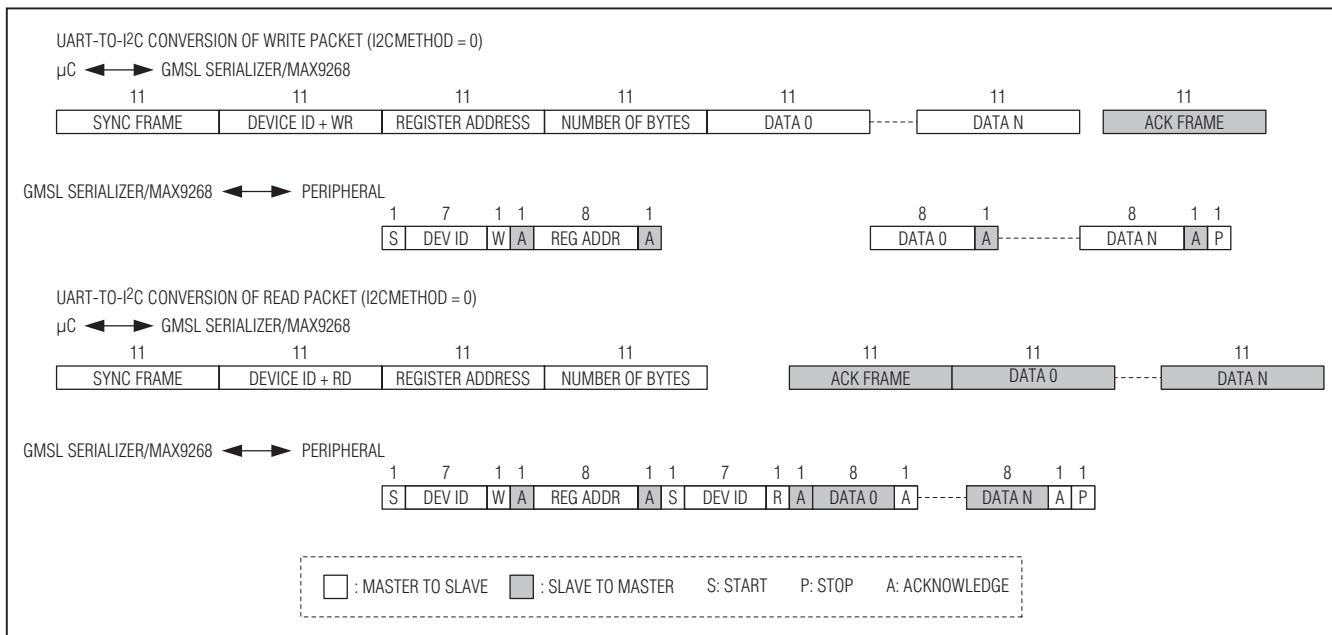 UART-TO-I2C CONVERSION OF WRITE PACKET (I2CMETHOD = 0)
µC GMSL SERIALIZER/MAX9268
11 11 11 11 11 11 11
SYNC FRAME DEVICE ID + WR REGISTER ADDRESS NUMBER OF BYTES DATA 0 DATA N ACK FRAME
GMSL SERIALIZER/MAX9268 PERIPHERAL
1 7 1 1 8 1 8 1 8 1 1
S DEV ID W A REG ADDR A DATA 0 A DATA N A P
UART-TO-I2C CONVERSION OF READ PACKET (I2CMETHOD = 0)
µC GMSL SERIALIZER/MAX9268
11 11 11 11 11 11 11
SYNC FRAME DEVICE ID + RD REGISTER ADDRESS NUMBER OF BYTES ACK FRAME DATA 0 DATA N
GMSL SERIALIZER/MAX9268 PERIPHERAL
1 7 1 1 8 1 1 7 1 1 8 1 8 1 1
S DEV ID W A REG ADDR A S DEV ID R A DATA 0 A DATA N A P
: MASTER TO SLAVE : SLAVE TO MASTER S: START P: STOP A: ACKNOWLEDGE